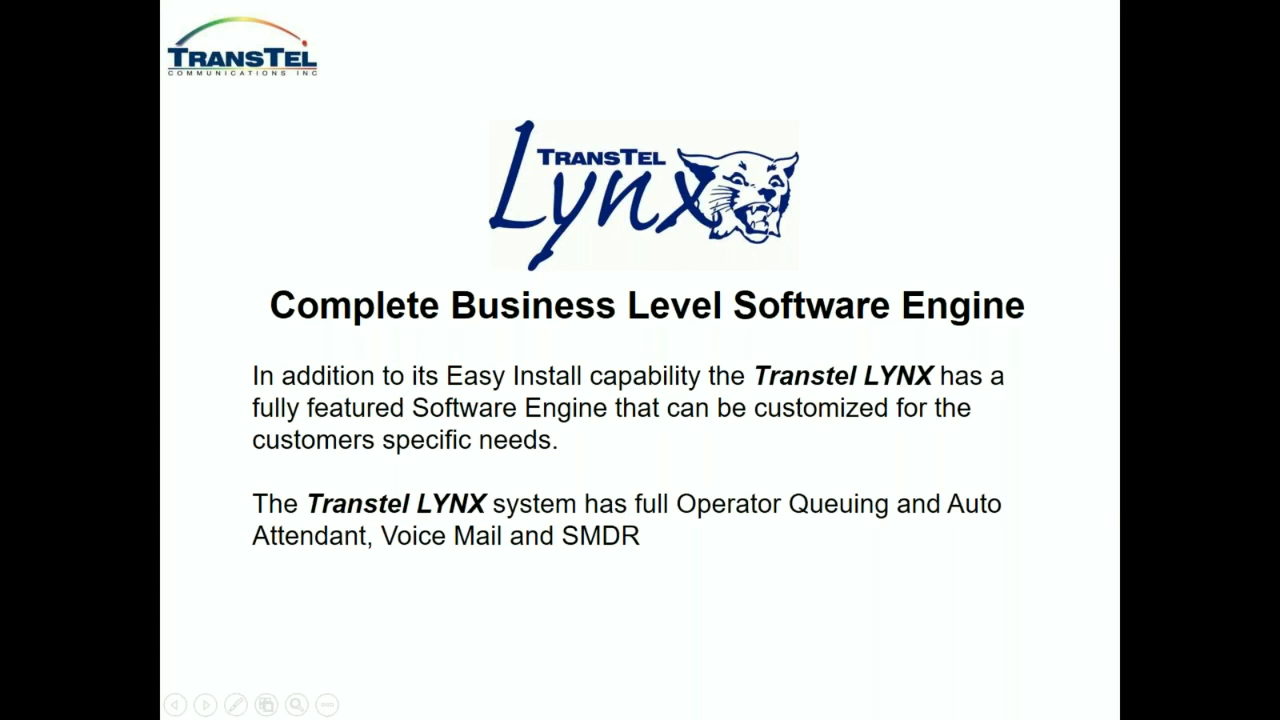 TRANSTEL
COMMUNICATIONS INC
TRANSTEL
Lynx
Complete Business Level Software Engine
In addition to its Easy Install capability the Transtel LYNX has a
fully featured Software Engine that can be customized for the
customers specific needs.
The Transtel LYNX system has full Operator Queuing and Auto
Attendant, Voice Mail and SMDR